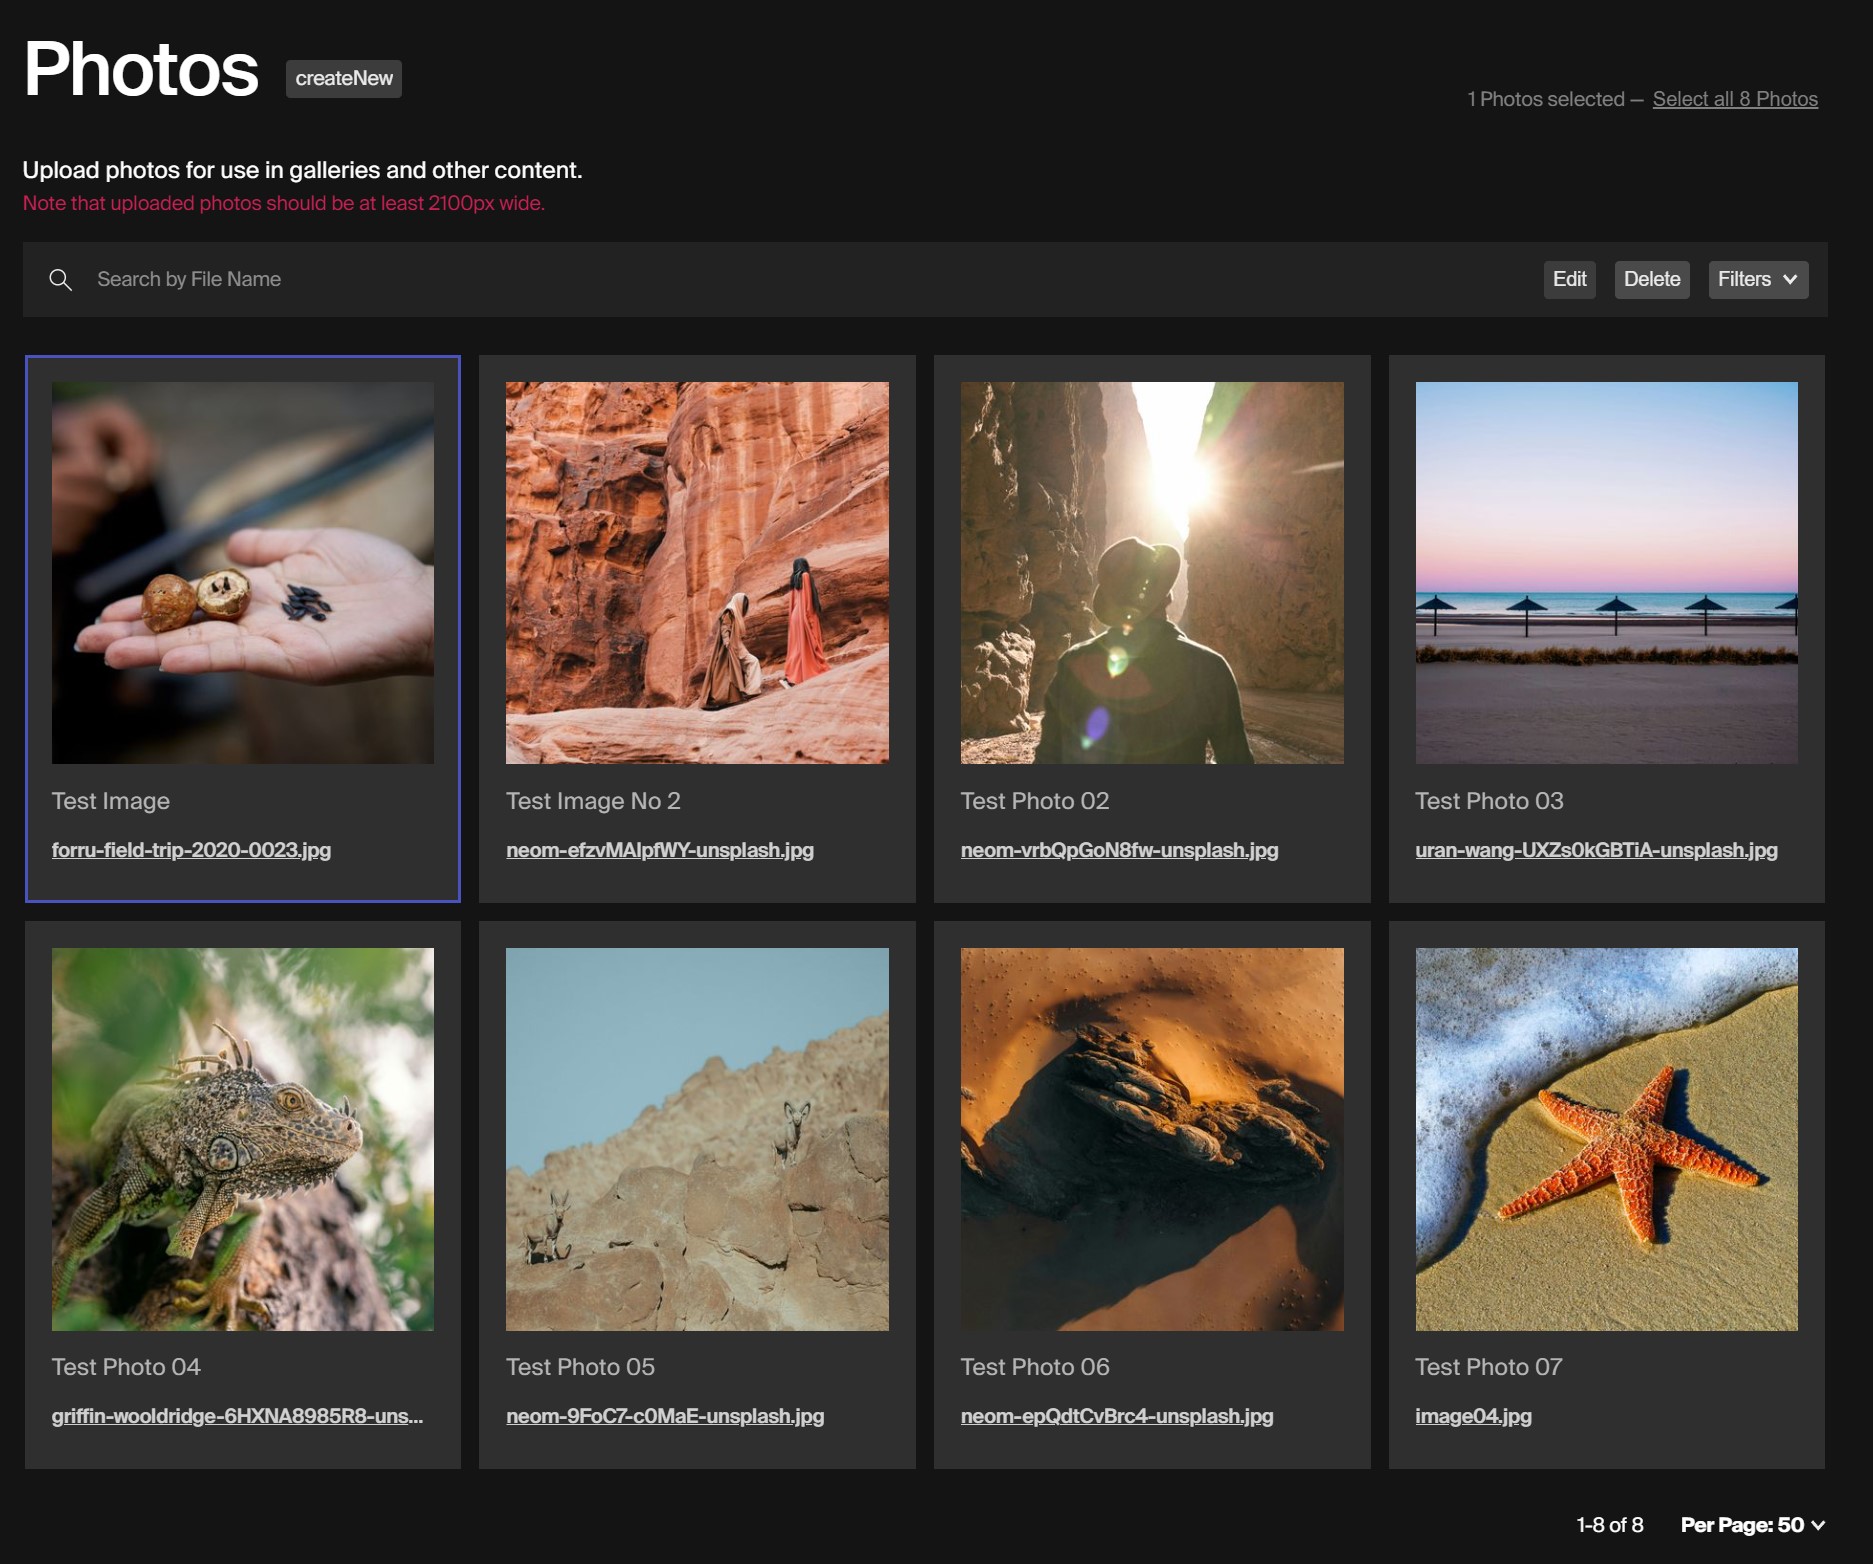 Photos
createNew
1 Photos selected — Select all 8 Photos
Upload photos for use in galleries and other content.
Note that uploaded photos should be at least 2100px wide.
Search by File Name
Edit
Delete
Filters
Test Image
forru-field-trip-2020-0023.jpg
Test Image No 2
neom-efzvMAlpfWY-unsplash.jpg
Test Photo 02
neom-vrbQpGoN8fw-unsplash.jpg
Test Photo 03
uran-wang-UXZs0kGBTiA-unsplash.jpg
Test Photo 04
griffin-wooldridge-6HXNA8985R8-uns...
Test Photo 05
neom-9FoC7-c0MaE-unsplash.jpg
Test Photo 06
neom-epQdtCvBrc4-unsplash.jpg
Test Photo 07
image04.jpg
1-8 of 8
Per Page: 50